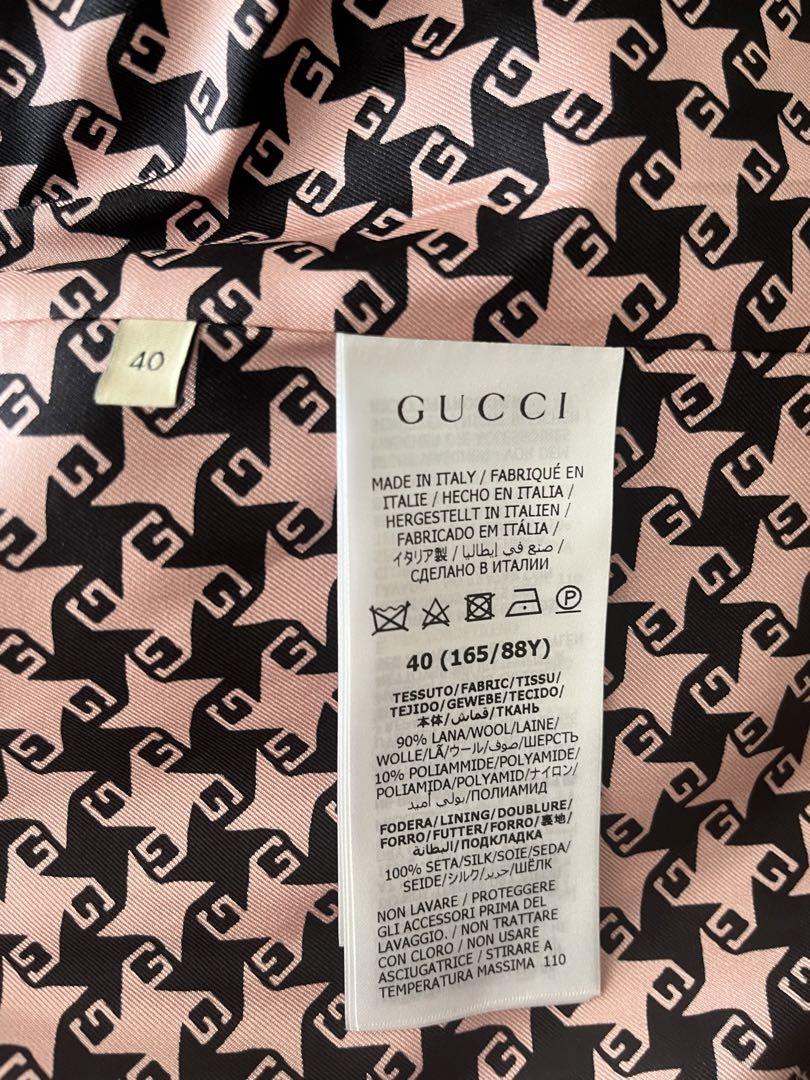 40
GUCCI
MADE IN ITALY / FABRIQUÉ EN
ITALIE / HECHO EN ITALIA /
HERGESTELLT IN ITALIEN /
FABRICADO EM ITÁLIA /
イタリア製 / صنع في إيطاليا /
СДЕЛАНО В ИТАЛИИ
40 (165/88Y)
TESSUTO/FABRIC/TISSU/
TEJIDO/GEWEBE/TECIDO/
本体/قماش/ТКАНЬ
90% LANA/WOOL/LAINE/
WOLLE/LÃ/ウール/صوف/ШЕРСТЬ
10% POLIAMMIDE/POLYAMIDE/
POLIAMIDA/POLYAMID/ナイロン/
بولي أميد/ПОЛИАМИД
FODERA/LINING/DOUBLURE/
FORRO/FUTTER/FORRO/裏地/
البطانة/ПОДКЛАДКА
100% SETA/SILK/SOIE/SEDA/
SEIDE/シルク/حرير/ШЁЛК
NON LAVARE / PROTEGGERE
GLI ACCESSORI PRIMA DEL
LAVAGGIO. / NON TRATTARE
CON CLORO / NON USARE
ASCIUGATRICE / STIRARE A
TEMPERATURA MASSIMA 110